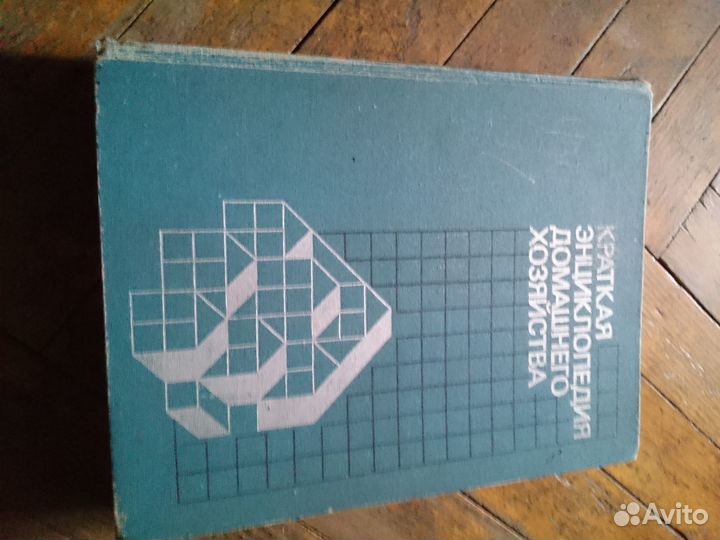 КРАТКАЯ
ЭНЦИКЛОПЕДИЯ
ДОМАШНЕГО
ХОЗЯЙСТВА
Avito